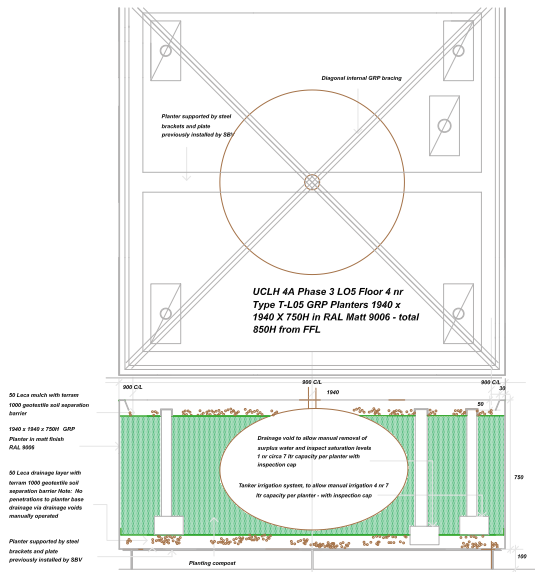 Diagonal internal GRP bracing
Planter supported by steel
brackets and plate
previously installed by SBV
UCLH 4A Phase 3 LO5 Floor 4 nr
Type T-L05 GRP Planters 1940 x
1940 X 750H in RAL Matt 9006 - total
850H from FFL
900 C/L
900 C/L
900 C/L
1940
30
50
50 Leca mulch with terram
1000 geotextile soil separation
barrier
1940 x 1940 x 750H GRP
Planter in matt finish
RAL 9006
Drainage void to allow manual removal of
surplus water and inspect saturation levels
1 nr circa 7 ltr capacity per planter with
inspection cap
50 Leca drainage layer with
terram 1000 geotextile soil
separation barrier Note: No
penetrations to planter base
drainage via drainage voids
manually operated
Tanker irrigation system, to allow manual irrigation 4 nr 7
ltr capacity per planter - with inspection cap
750
Planter supported by steel
brackets and plate
previously installed by SBV
Planting compost
100